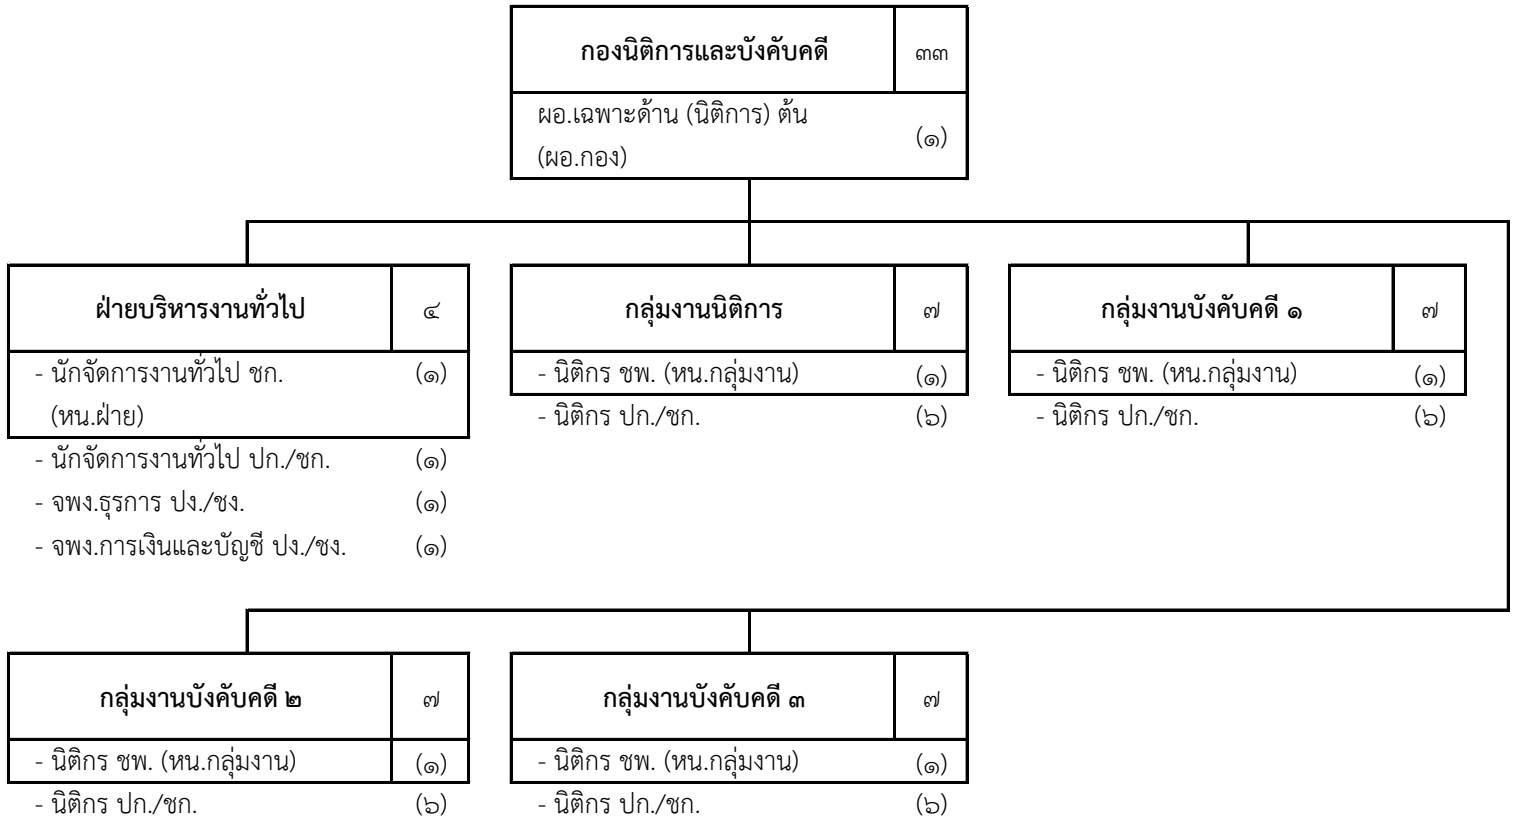 กองนิติการและบังคับคดี ๓๓
ผอ.เฉพาะด้าน (นิติการ) ต้น
(ผอ.กอง) (๑)
ฝ่ายบริหารงานทั่วไป ๔
- นักจัดการงานทั่วไป ชก. (๑)
(หน.ฝ่าย)
- นักจัดการงานทั่วไป ปก./ชก. (๑)
- จพง.ธุรการ ปง./ชง. (๑)
- จพง.การเงินและบัญชี ปง./ชง. (๑)
กลุ่มงานนิติการ ๗
- นิติกร ชพ. (หน.กลุ่มงาน) (๑)
- นิติกร ปก./ชก. (๖)
กลุ่มงานบังคับคดี ๑ ๗
- นิติกร ชพ. (หน.กลุ่มงาน) (๑)
- นิติกร ปก./ชก. (๖)
กลุ่มงานบังคับคดี ๒ ๗
- นิติกร ชพ. (หน.กลุ่มงาน) (๑)
- นิติกร ปก./ชก. (๖)
กลุ่มงานบังคับคดี ๓ ๗
- นิติกร ชพ. (หน.กลุ่มงาน) (๑)
- นิติกร ปก./ชก. (๖)